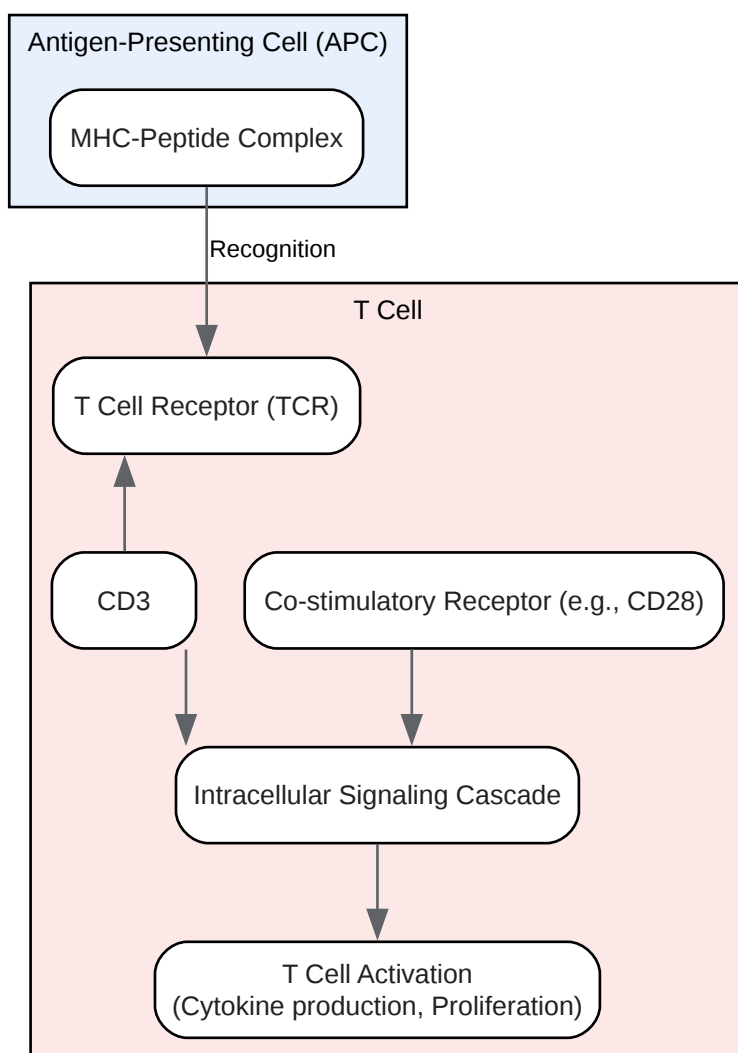 Antigen-Presenting Cell (APC)
MHC-Peptide Complex
Recognition
T Cell
T Cell Receptor (TCR)
CD3
Co-stimulatory Receptor (e.g., CD28)
Intracellular Signaling Cascade
T Cell Activation
(Cytokine production, Proliferation)